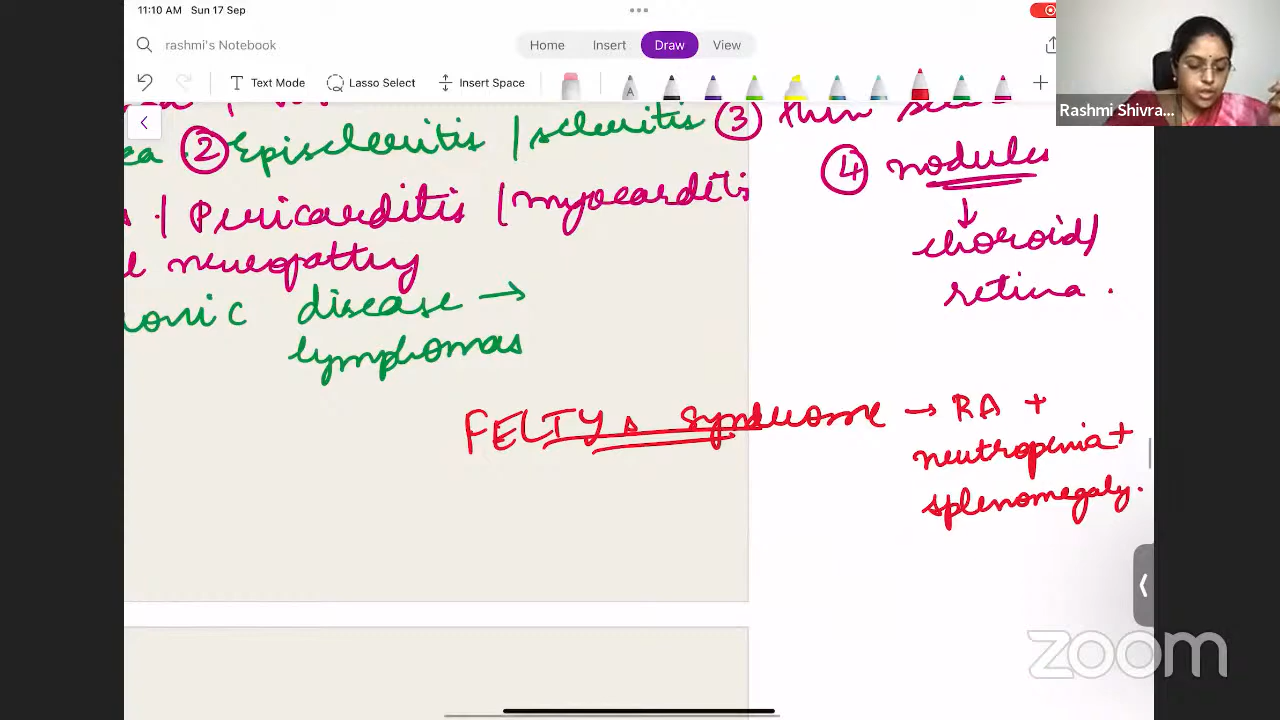 11:10 AM Sun 17 Sep
rashmi's Notebook
Home Insert Draw View
Text Mode Lasso Select Insert Space
A
Rashmi Shivra...
② Episcleritis / scleritis ③ thin
④ nodules
/ Pericarditis / myocarditis
choroid/
neuropathy
retina.
onic disease →
lymphomas
FELTY's syndrome → RA +
neutropenia +
splenomegaly.
zoom